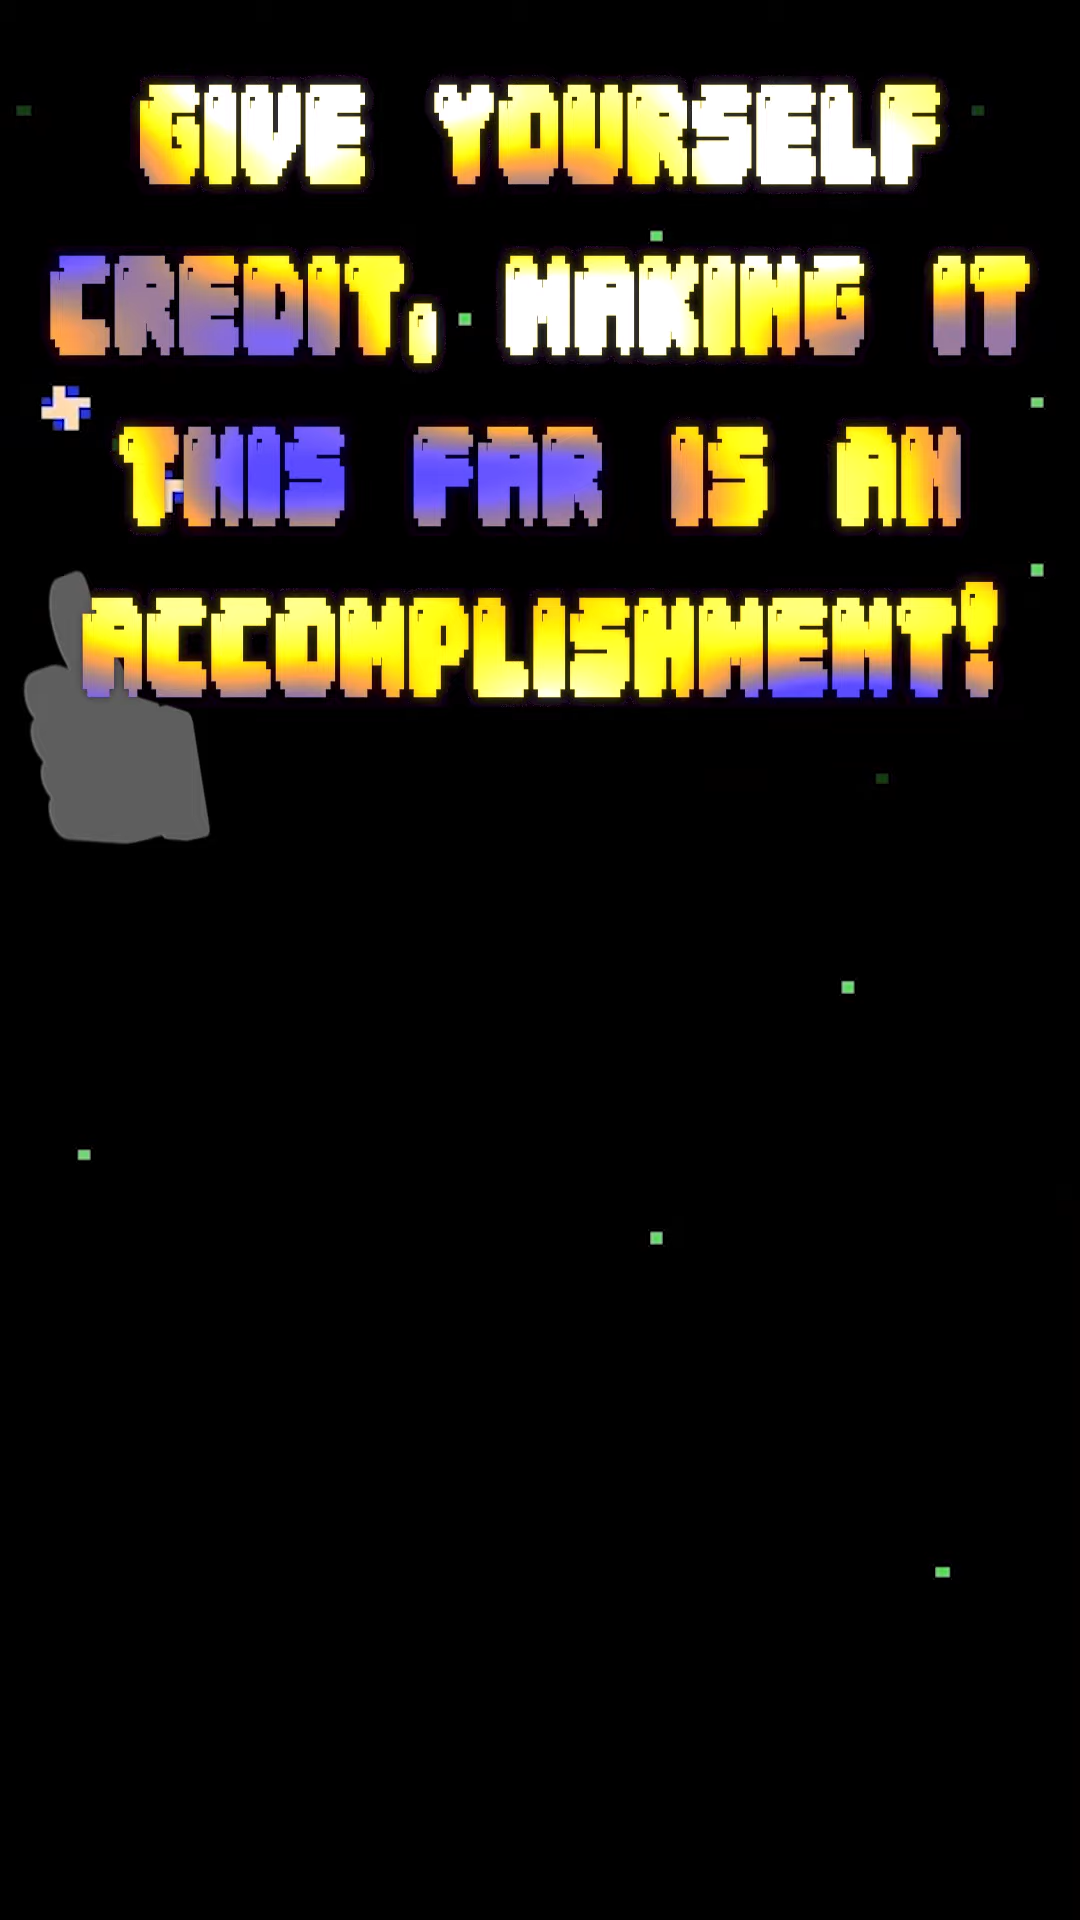 GIVE YOURSELF
CREDIT, MAKING IT
THIS FAR IS AN
ACCOMPLISHMENT!